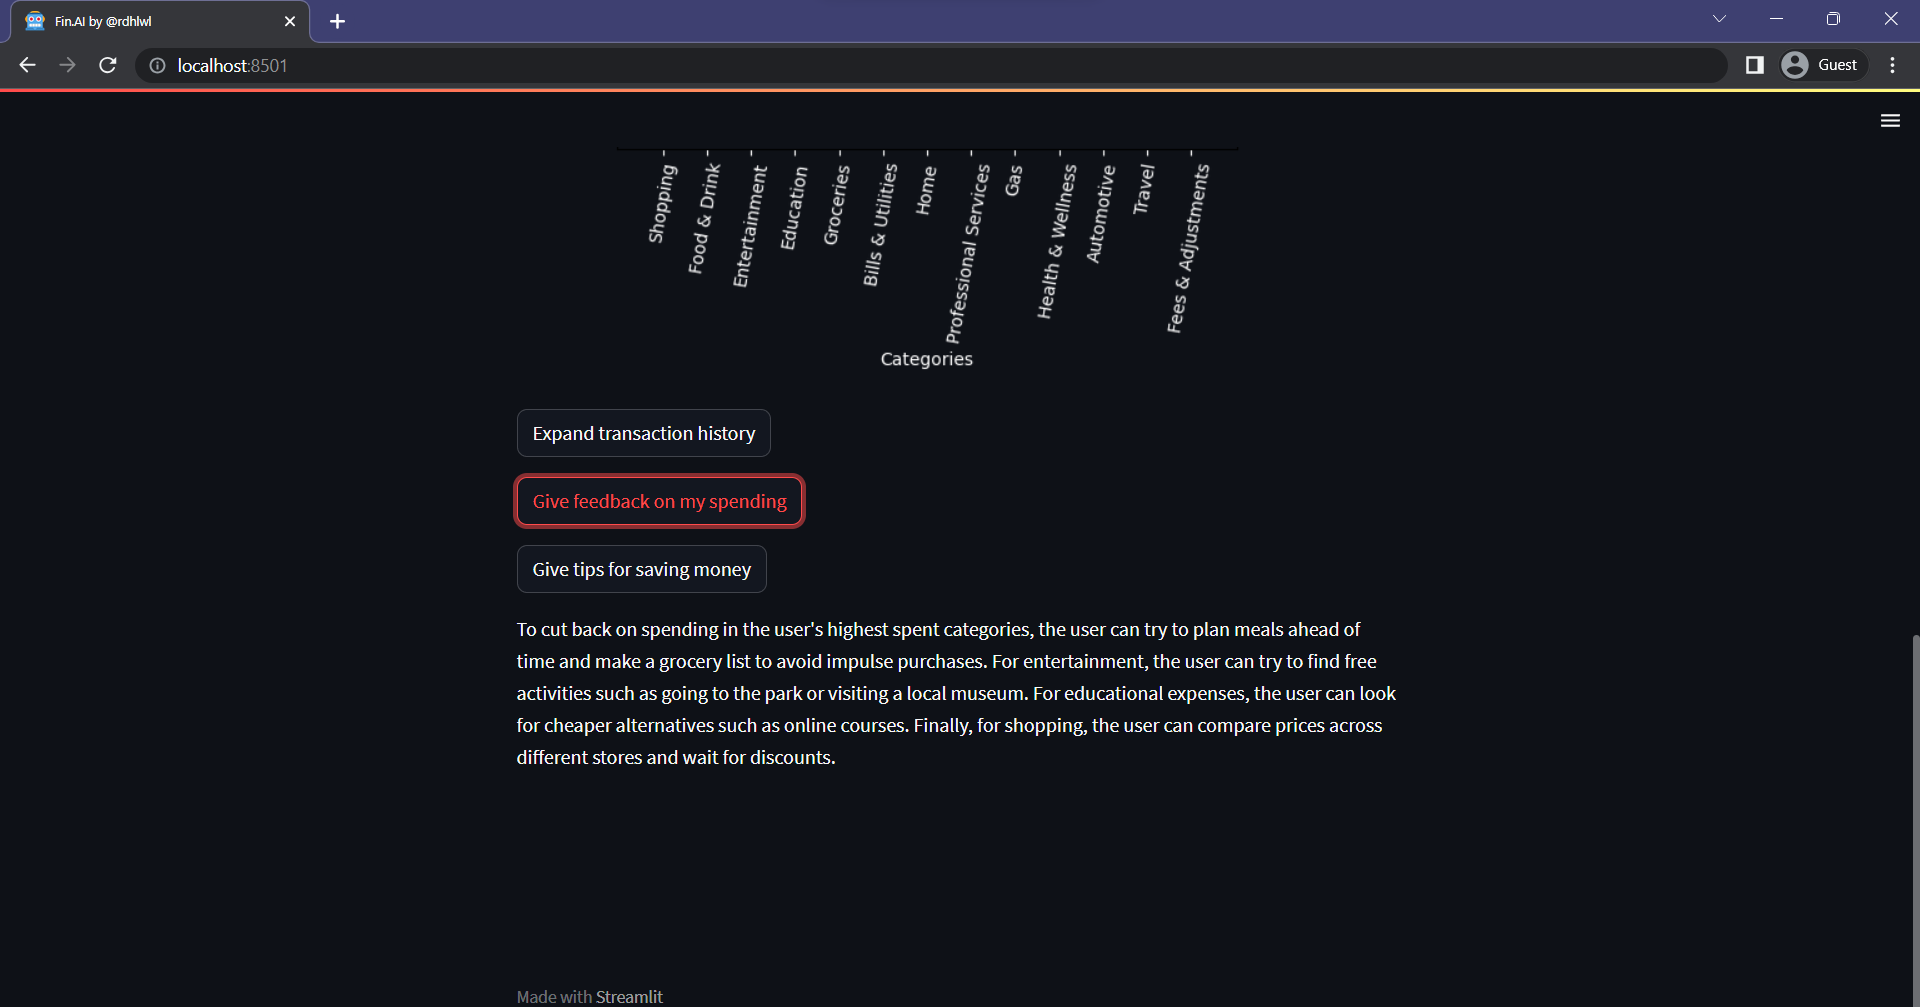 Fin.AI by @rdhlwl
localhost:8501
Guest
Shopping
Food & Drink
Entertainment
Education
Groceries
Bills & Utilities
Home
Professional Services
Gas
Health & Wellness
Automotive
Travel
Fees & Adjustments
Categories
Expand transaction history
Give feedback on my spending
Give tips for saving money
To cut back on spending in the user's highest spent categories, the user can try to plan meals ahead of
time and make a grocery list to avoid impulse purchases. For entertainment, the user can try to find free
activities such as going to the park or visiting a local museum. For educational expenses, the user can look
for cheaper alternatives such as online courses. Finally, for shopping, the user can compare prices across
different stores and wait for discounts.
Made with Streamlit